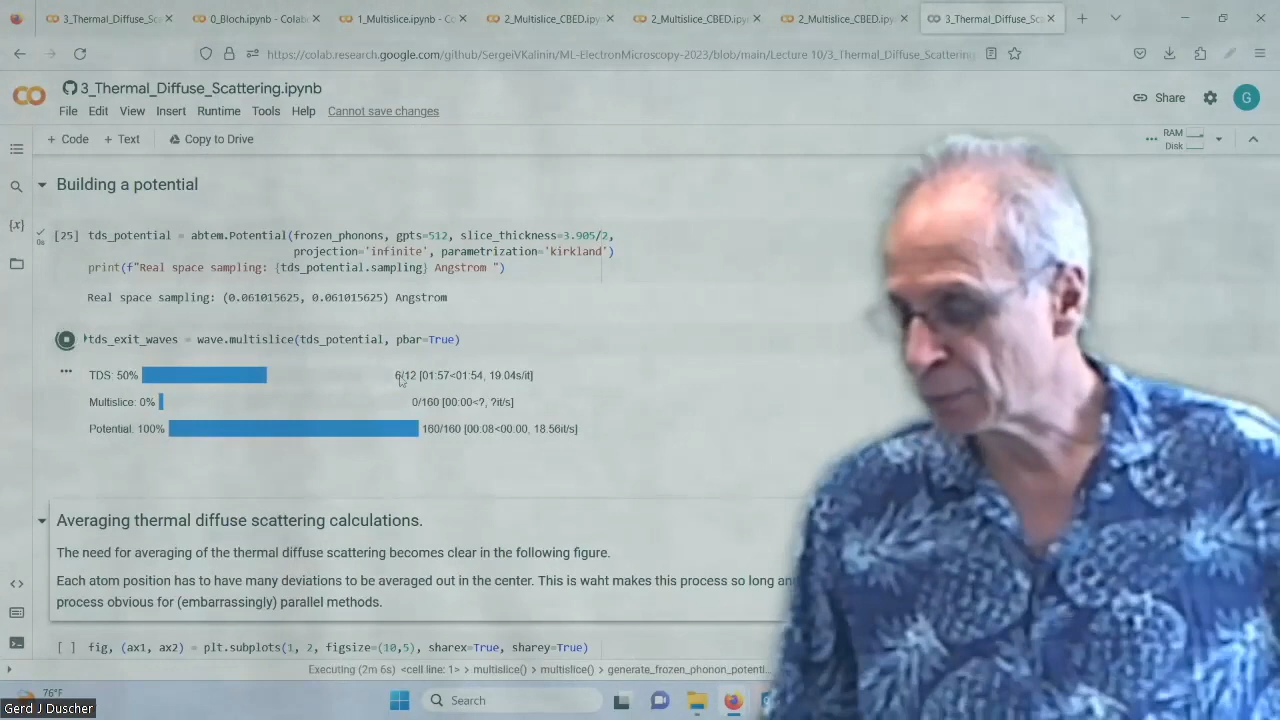 3_Thermal_Diffuse_Sca
0_Bloch.ipynb - Colab
1_Multislice.ipynb - Co
2_Multislice_CBED.ipyn
2_Multislice_CBED.ipyn
2_Multislice_CBED.ipyn
3_Thermal_Diffuse_Sc
https://colab.research.google.com/github/SergeiVKalinin/ML-ElectronMicroscopy-2023/blob/main/Lecture 10/3_Thermal_Diffuse_Scattering
3_Thermal_Diffuse_Scattering.ipynb
File Edit View Insert Runtime Tools Help Cannot save changes
Share
G
+ Code + Text Copy to Drive
RAM
Disk
Building a potential
[25] tds_potential = abtem.Potential(frozen_phonons, gpts=512, slice_thickness=3.905/2,
projection='infinite', parametrization='kirkland')
print(f"Real space sampling: {tds_potential.sampling} Angstrom ")
0s
{x}
Real space sampling: (0.061015625, 0.061015625) Angstrom
tds_exit_waves = wave.multislice(tds_potential, pbar=True)
TDS: 50% 6/12 [01:57<01:54, 19.04s/it]
Multislice: 0% 0/160 [00:00<?, ?it/s]
Potential: 100% 160/160 [00:08<00:00, 18.56it/s]
Averaging thermal diffuse scattering calculations.
The need for averaging of the thermal diffuse scattering becomes clear in the following figure.
Each atom position has to have many deviations to be averaged out in the center. This is waht makes this process so long an
process obvious for (embarrassingly) parallel methods.
[ ] fig, (ax1, ax2) = plt.subplots(1, 2, figsize=(10,5), sharex=True, sharey=True)
Executing (2m 6s) <cell line: 1> > multislice() > multislice() > generate_frozen_phonon_potenti...
76°F
Search
Gerd J Duscher